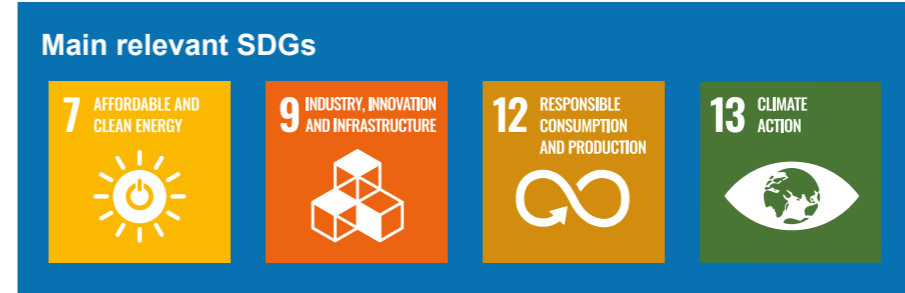 Main relevant SDGs
7 AFFORDABLE AND
CLEAN ENERGY
9 INDUSTRY, INNOVATION
AND INFRASTRUCTURE
12 RESPONSIBLE
CONSUMPTION
AND PRODUCTION
13 CLIMATE
ACTION